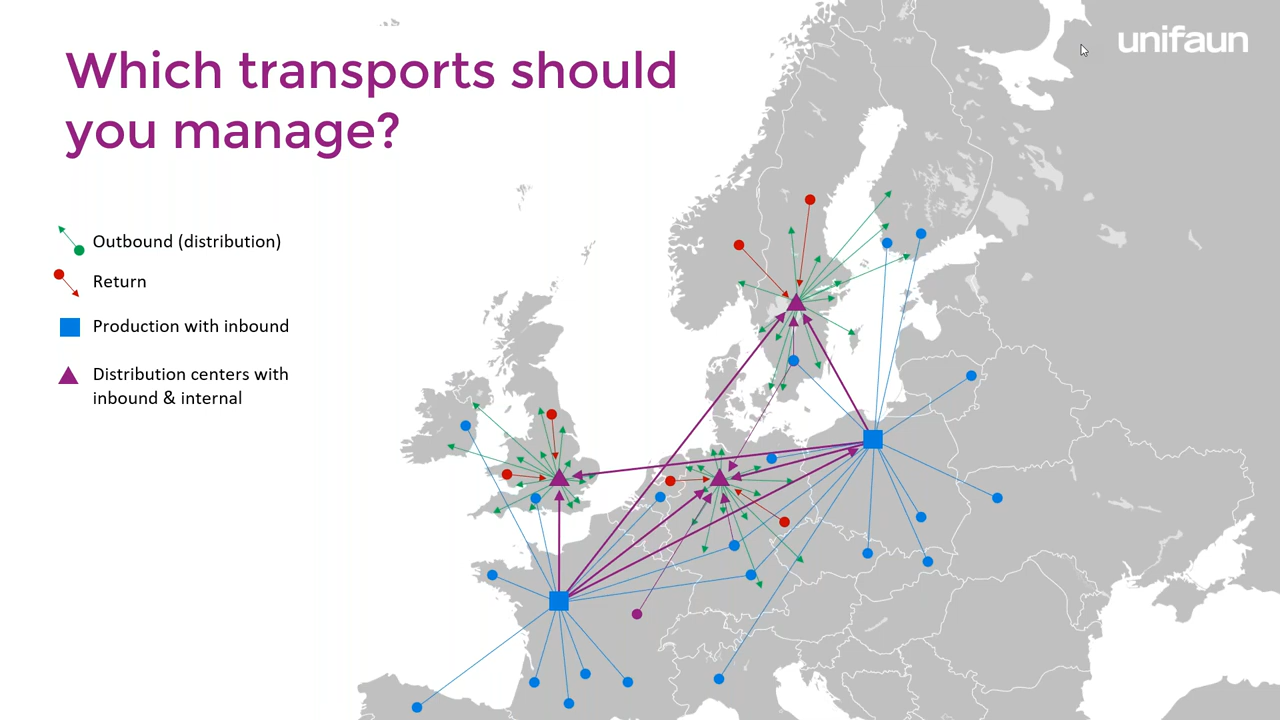 unifaun
Which transports should
you manage?
Outbound (distribution)
Return
Production with inbound
Distribution centers with
inbound & internal